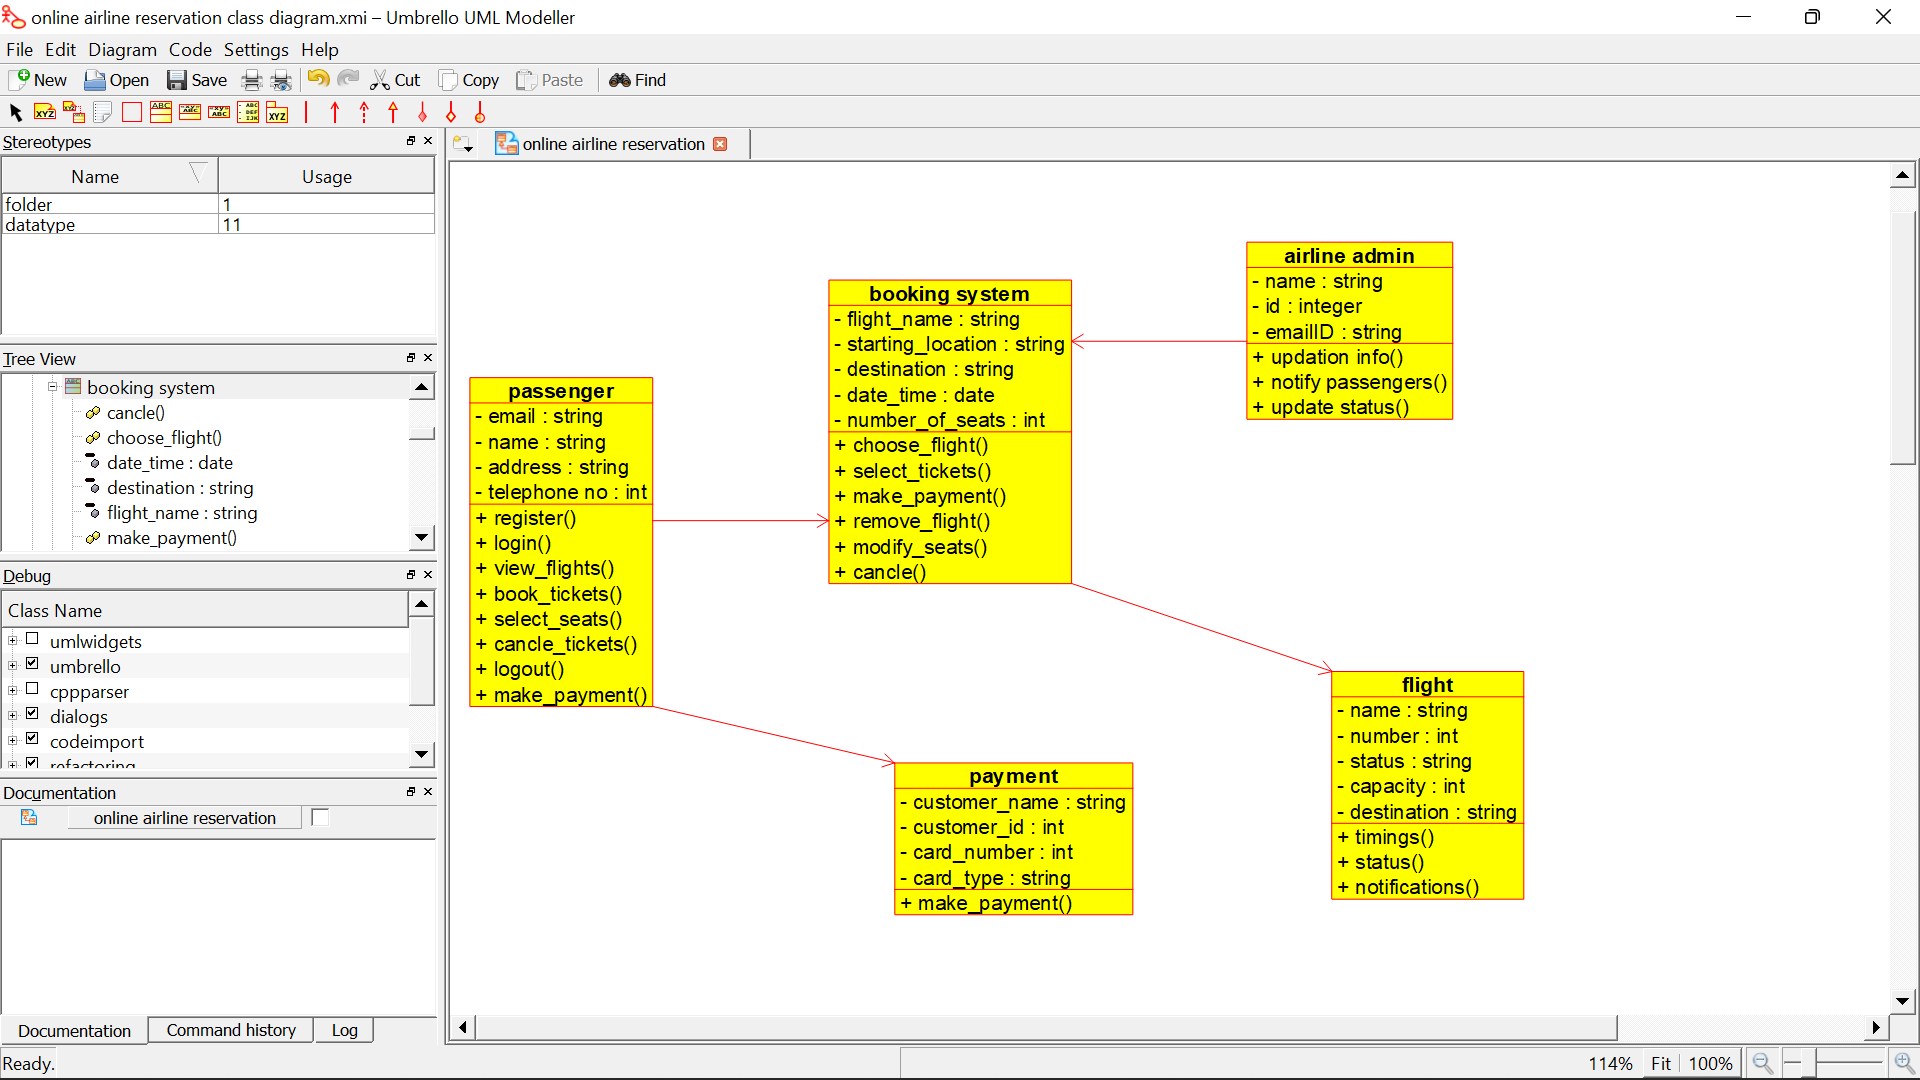 online airline reservation class diagram.xmi – Umbrello UML Modeller
File Edit Diagram Code Settings Help
New Open Save Cut Copy Paste Find
Stereotypes
Name Usage
folder 1
datatype 11
Tree View
booking system
cancle()
choose_flight()
date_time : date
destination : string
flight_name : string
make_payment()
Debug
Class Name
umlwidgets
umbrello
cppparser
dialogs
codeimport
refactoring
Documentation
online airline reservation
Documentation Command history Log
Ready.
online airline reservation
passenger
- email : string
- name : string
- address : string
- telephone no : int
+ register()
+ login()
+ view_flights()
+ book_tickets()
+ select_seats()
+ cancle_tickets()
+ logout()
+ make_payment()
booking system
- flight_name : string
- starting_location : string
- destination : string
- date_time : date
- number_of_seats : int
+ choose_flight()
+ select_tickets()
+ make_payment()
+ remove_flight()
+ modify_seats()
+ cancle()
airline admin
- name : string
- id : integer
- emailID : string
+ updation info()
+ notify passengers()
+ update status()
payment
- customer_name : string
- customer_id : int
- card_number : int
- card_type : string
+ make_payment()
flight
- name : string
- number : int
- status : string
- capacity : int
- destination : string
+ timings()
+ status()
+ notifications()
114% Fit 100%